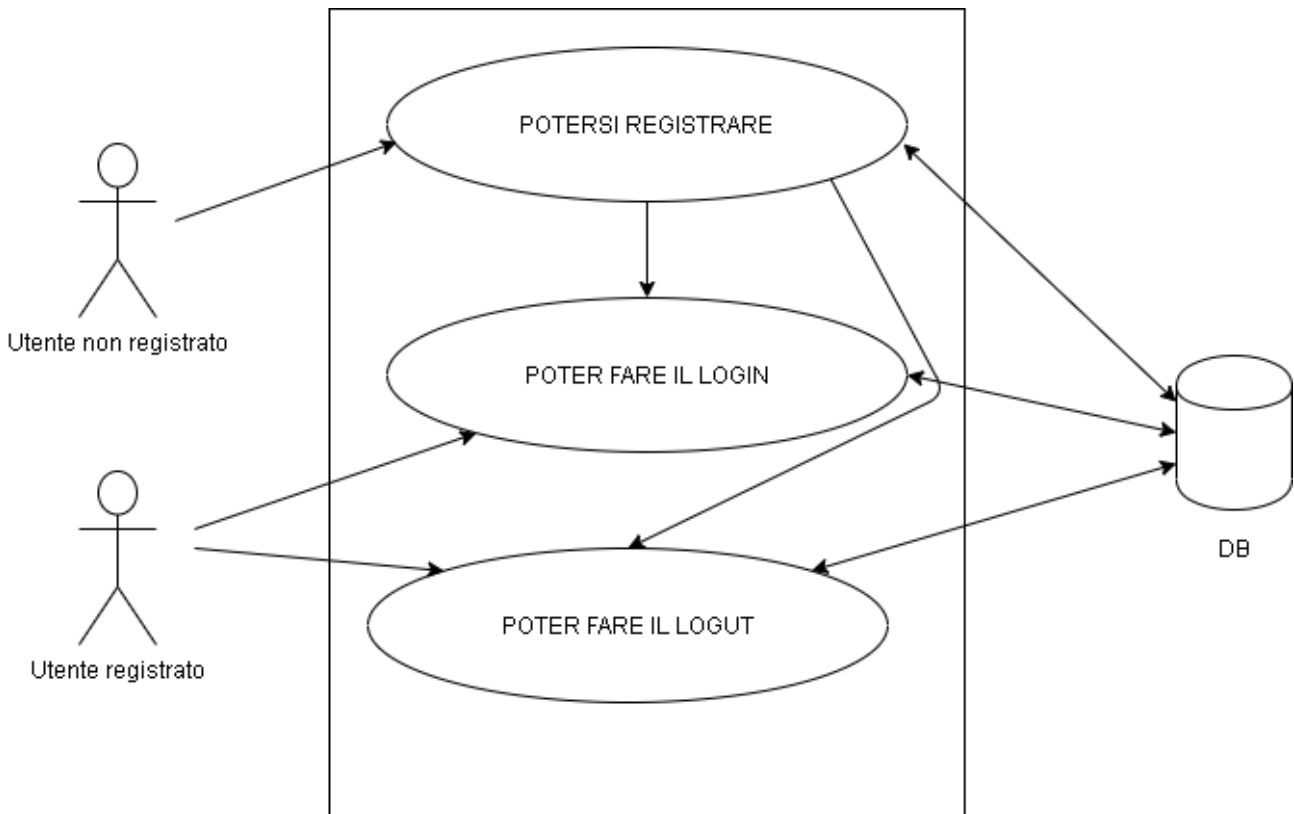 POTERSI REGISTRARE
Utente non registrato
POTER FARE IL LOGIN
DB
POTER FARE IL LOGUT
Utente registrato